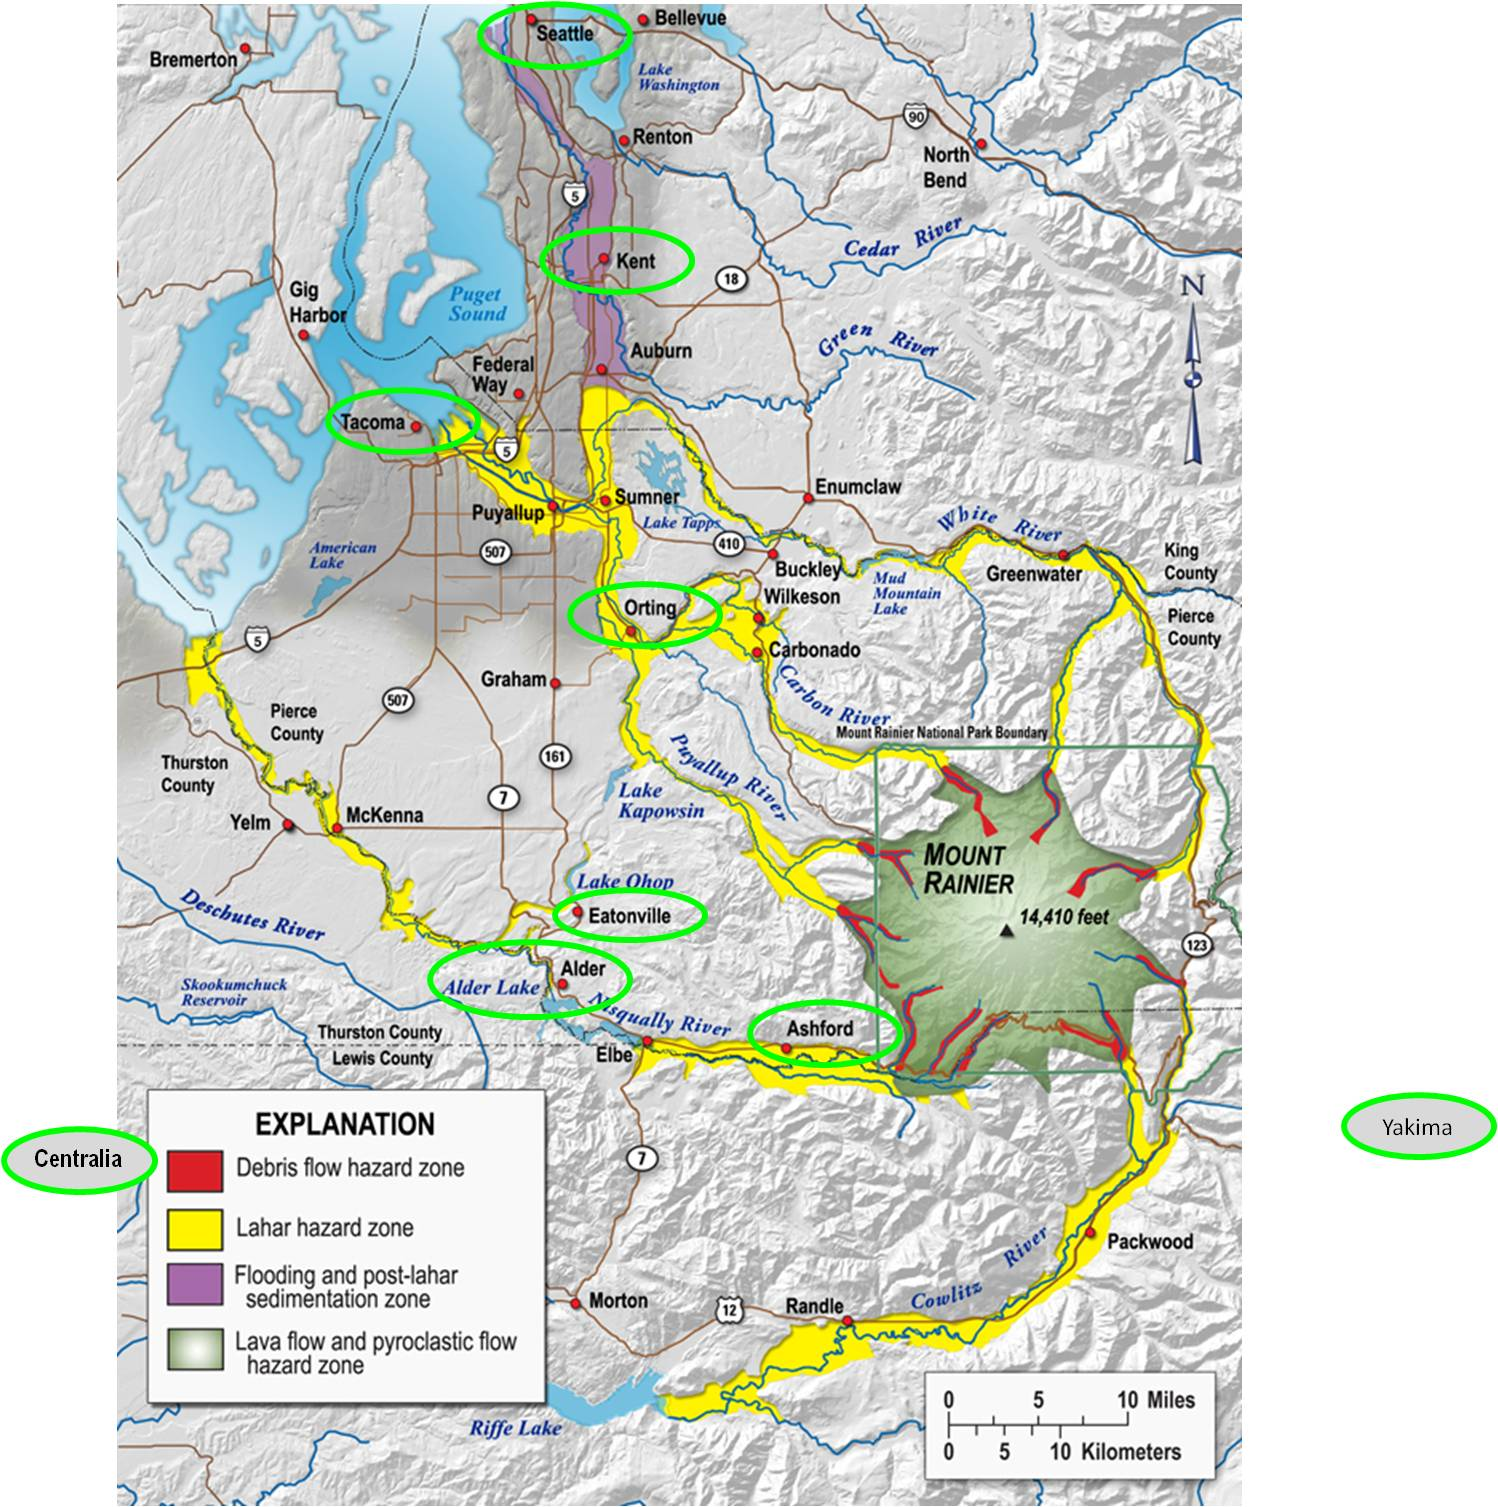 Seattle
Bellevue
Bremerton
Lake
Washington
90
Renton
North
Bend
5
Cedar River
Kent
18
Gig
Harbor
Puget
Sound
N
Green River
Federal
Way
Auburn
Tacoma
5
Enumclaw
Sumner
Puyallup
Lake Tapps
White River
507
American
Lake
410
Buckley
Greenwater
King
County
Mud
Mountain
Lake
Wilkeson
Orting
Pierce
County
5
Carbonado
Graham
Carbon River
507
Pierce
County
Mount Rainier National Park Boundary
161
Puyallup River
Thurston
County
7
Lake
Kapowsin
Yelm
McKenna
MOUNT
RAINIER
14,410 feet
Lake Ohop
Deschutes River
Eatonville
123
Alder
Alder Lake
Skookumchuck
Reservoir
Nisqually River
Ashford
Thurston County
Lewis County
Elbe
EXPLANATION
Debris flow hazard zone
Lahar hazard zone
Flooding and post-lahar
sedimentation zone
Lava flow and pyroclastic flow
hazard zone
Centralia
Yakima
7
Packwood
Cowlitz River
Morton
12
Randle
Riffe Lake
0 5 10 Miles
0 5 10 Kilometers